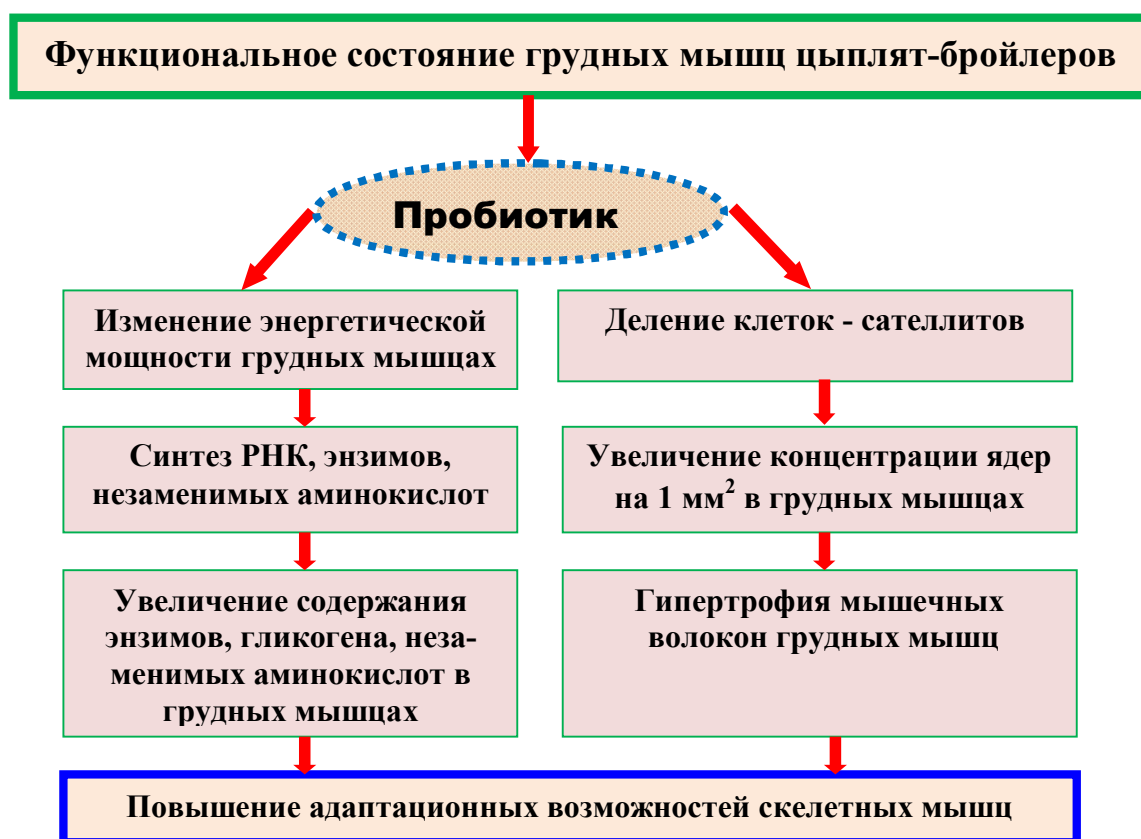 Функциональное состояние грудных мышц цыплят-бройлеров
Пробиотик
Изменение энергетической
мощности грудных мышцах
Синтез РНК, энзимов,
незаменимых аминокислот
Увеличение содержания
энзимов, гликогена, неза-
менимых аминокислот в
грудных мышцах
Деление клеток - сателлитов
Увеличение концентрации ядер
на 1 мм² в грудных мышцах
Гипертрофия мышечных
волокон грудных мышц
Повышение адаптационных возможностей скелетных мышц